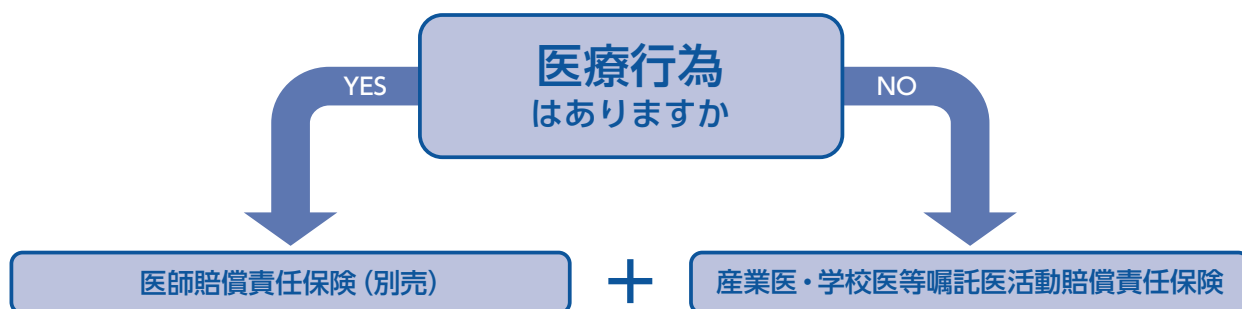 医療行為
はありますか
YES
NO
医師賠償責任保険(別売)
+
産業医・学校医等嘱託医活動賠償責任保険